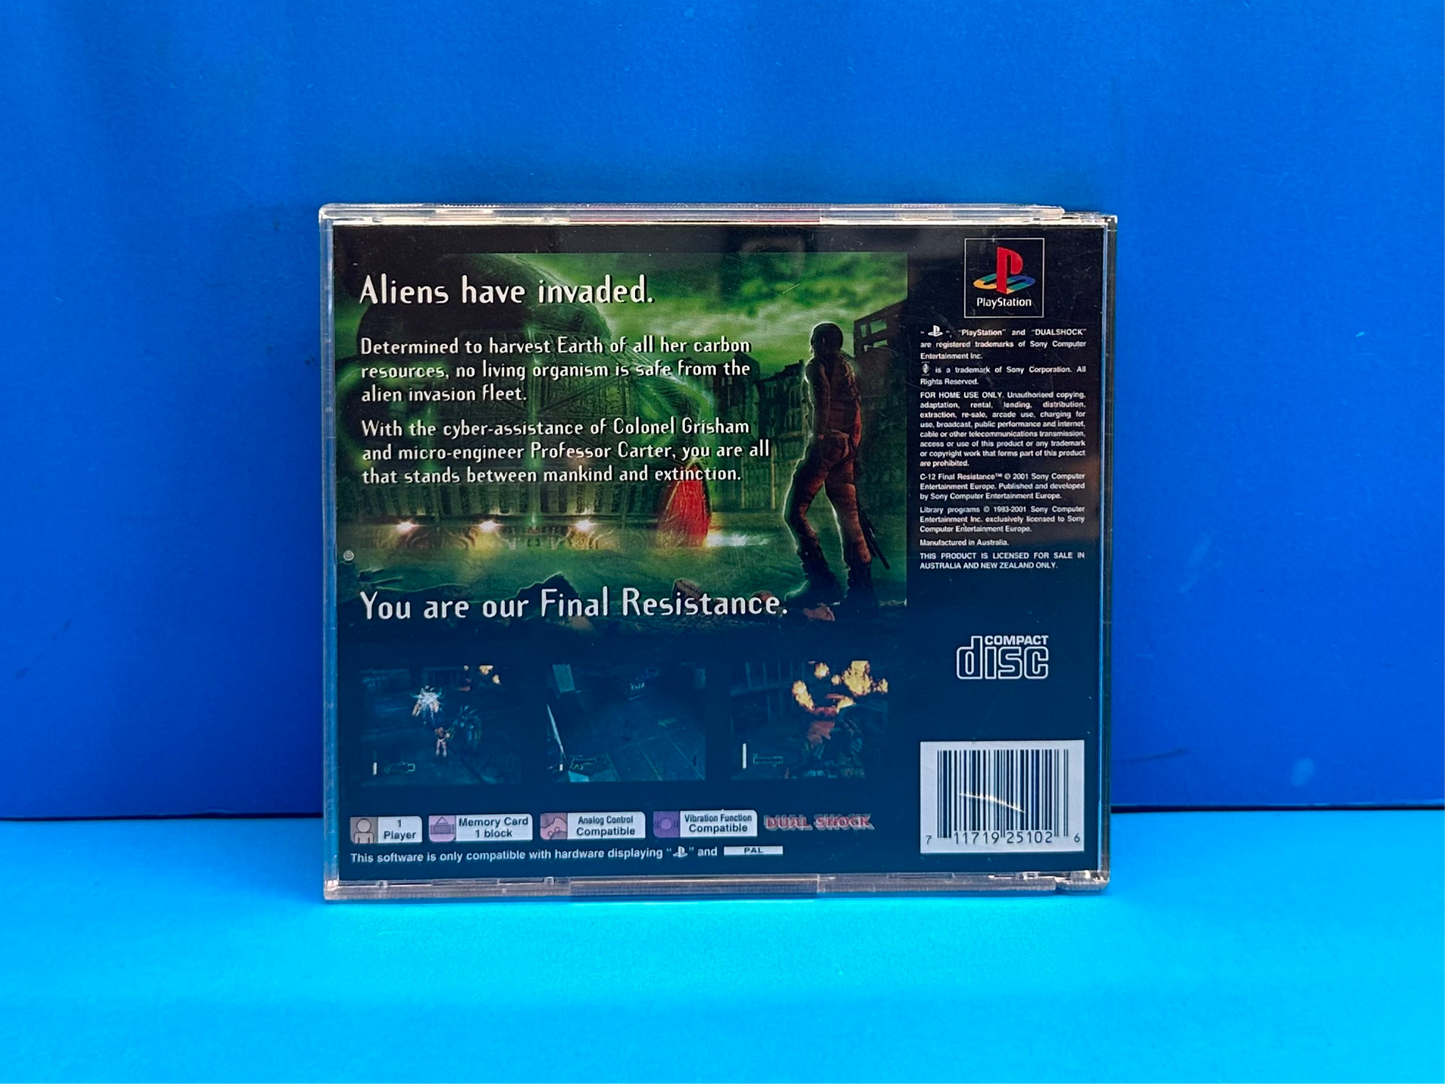 Aliens have invaded.
Determined to harvest Earth of all her carbon
resources, no living organism is safe from the
alien invasion fleet.
With the cyber-assistance of Colonel Grisham
and micro-engineer Professor Carter, you are all
that stands between mankind and extinction.
You are our Final Resistance.
1
Player
Memory Card
1 block
Analog Control
Compatible
Vibration Function
Compatible
DUAL SHOCK
This software is only compatible with hardware displaying " " and PAL
PlayStation
" ", "PlayStation" and "DUALSHOCK"
are registered trademarks of Sony Computer
Entertainment Inc.
is a trademark of Sony Corporation. All
Rights Reserved.
FOR HOME USE ONLY. Unauthorised copying,
adaptation, rental, lending, distribution,
extraction, re-sale, arcade use, charging for
use, broadcast, public performance and internet,
cable or other telecommunications transmission,
access or use of this product or any trademark
or copyright work that forms part of this product
are prohibited.
C-12 Final Resistance™ © 2001 Sony Computer
Entertainment Europe. Published and developed
by Sony Computer Entertainment Europe.
Library programs © 1993-2001 Sony Computer
Entertainment Inc. exclusively licensed to Sony
Computer Entertainment Europe.
Manufactured in Australia.
THIS PRODUCT IS LICENSED FOR SALE IN
AUSTRALIA AND NEW ZEALAND ONLY.
COMPACT
disc
7 11719 25102 6